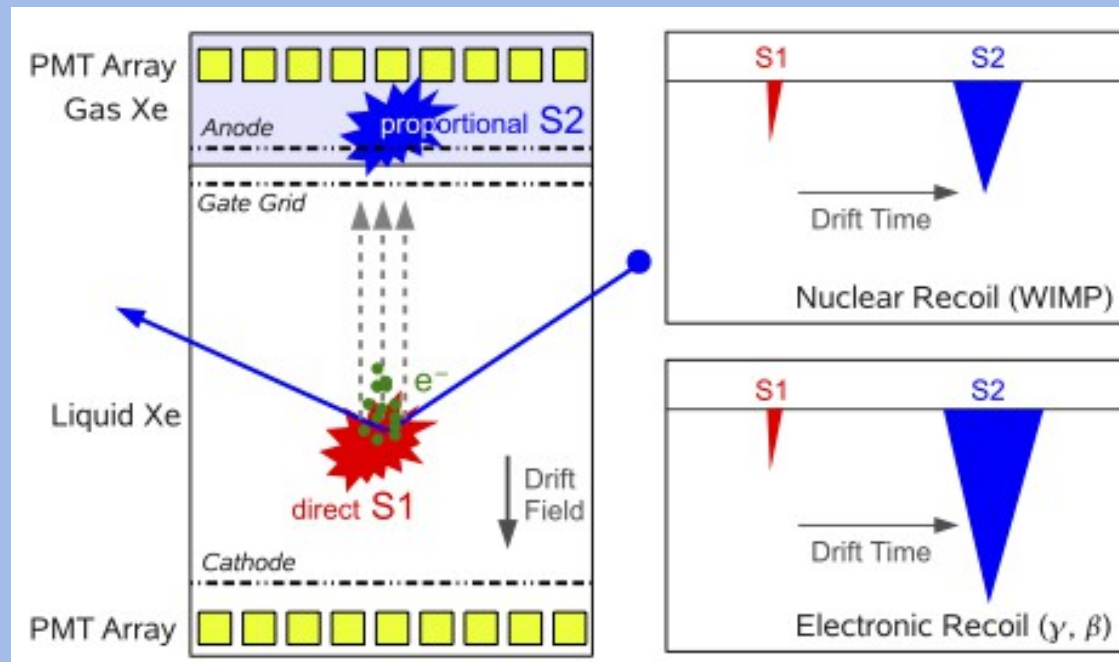 PMT Array
Gas Xe
Anode
proportional S2
Gate Grid
e⁻
Liquid Xe
direct S1
Drift
Field
Cathode
PMT Array
S1 S2
Drift Time
Nuclear Recoil (WIMP)
S1 S2
Drift Time
Electronic Recoil (γ, β)